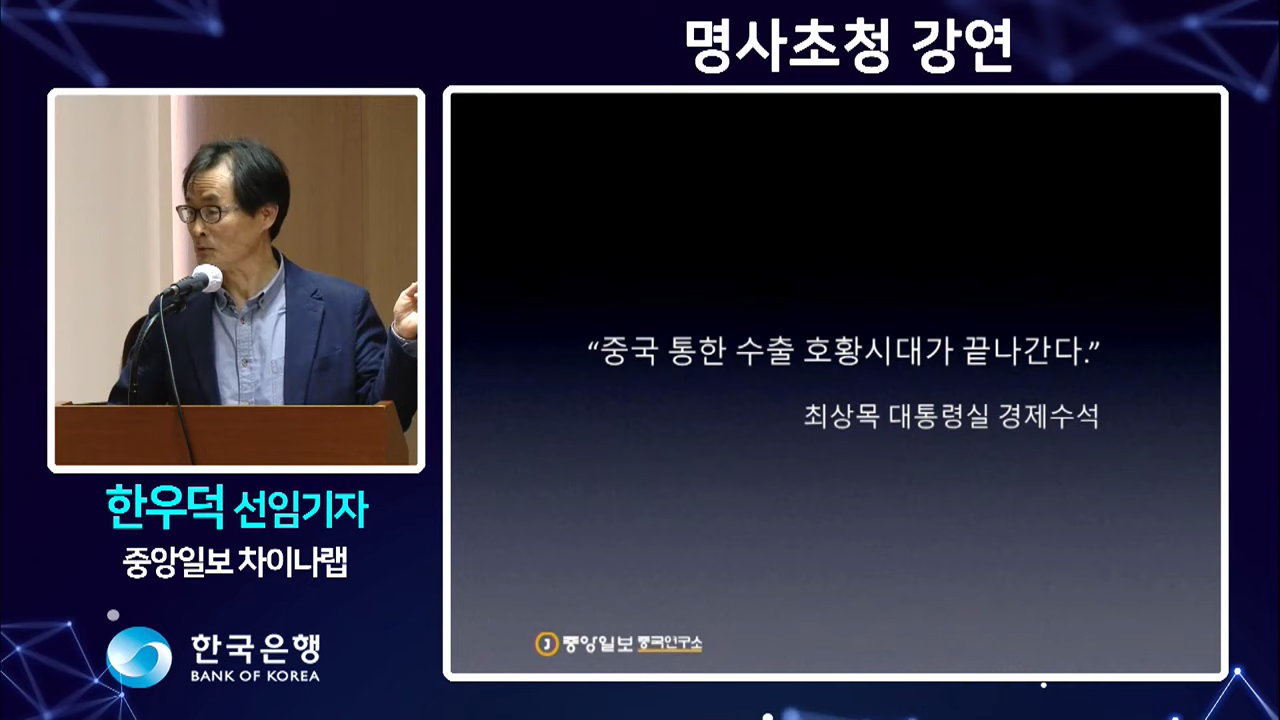 명사초청 강연
“중국 통한 수출 호황시대가 끝나간다.”
최상목 대통령실 경제수석
J 중앙일보 중국연구소
한우덕 선임기자
중앙일보 차이나랩
한국은행
BANK OF KOREA